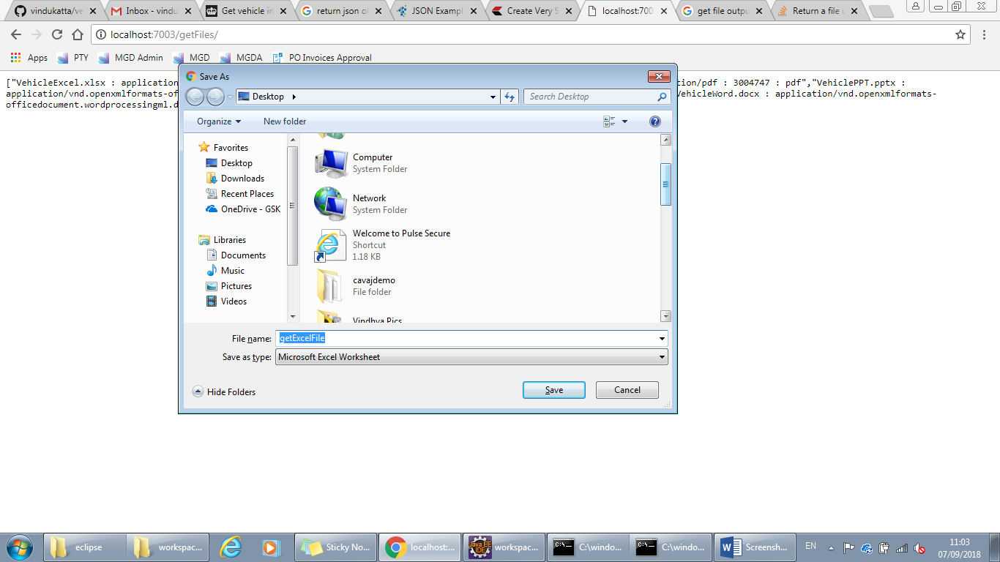 vindukatta/ve
Inbox - vindu
Get vehicle in
return json ob
JSON Exampl
Create Very S
localhost:700
get file outpu
Return a file u
localhost:7003/getFiles/
Apps
PTY
MGD Admin
MGD
MGDA
PO Invoices Approval
["VehicleExcel.xlsx : application
ation/pdf : 3004747 : pdf","VehiclePPT.pptx :
application/vnd.openxmlformats-of
VehicleWord.docx : application/vnd.openxmlformats-
officedocument.wordprocessingml.d
Save As
Desktop
Search Desktop
Organize
New folder
Favorites
Desktop
Downloads
Recent Places
OneDrive - GSK
Libraries
Documents
Music
Pictures
Videos
Computer
System Folder
Network
System Folder
Welcome to Pulse Secure
Shortcut
1.18 KB
cavajdemo
File folder
Vindhya Pics
File name:
getExcelFile
Save as type:
Microsoft Excel Worksheet
Hide Folders
Save
Cancel
eclipse
workspac...
Sticky No...
localhost:...
Java EE
IDE
workspac...
C:\windo...
C:\windo...
Screensh...
EN
11:03
07/09/2018